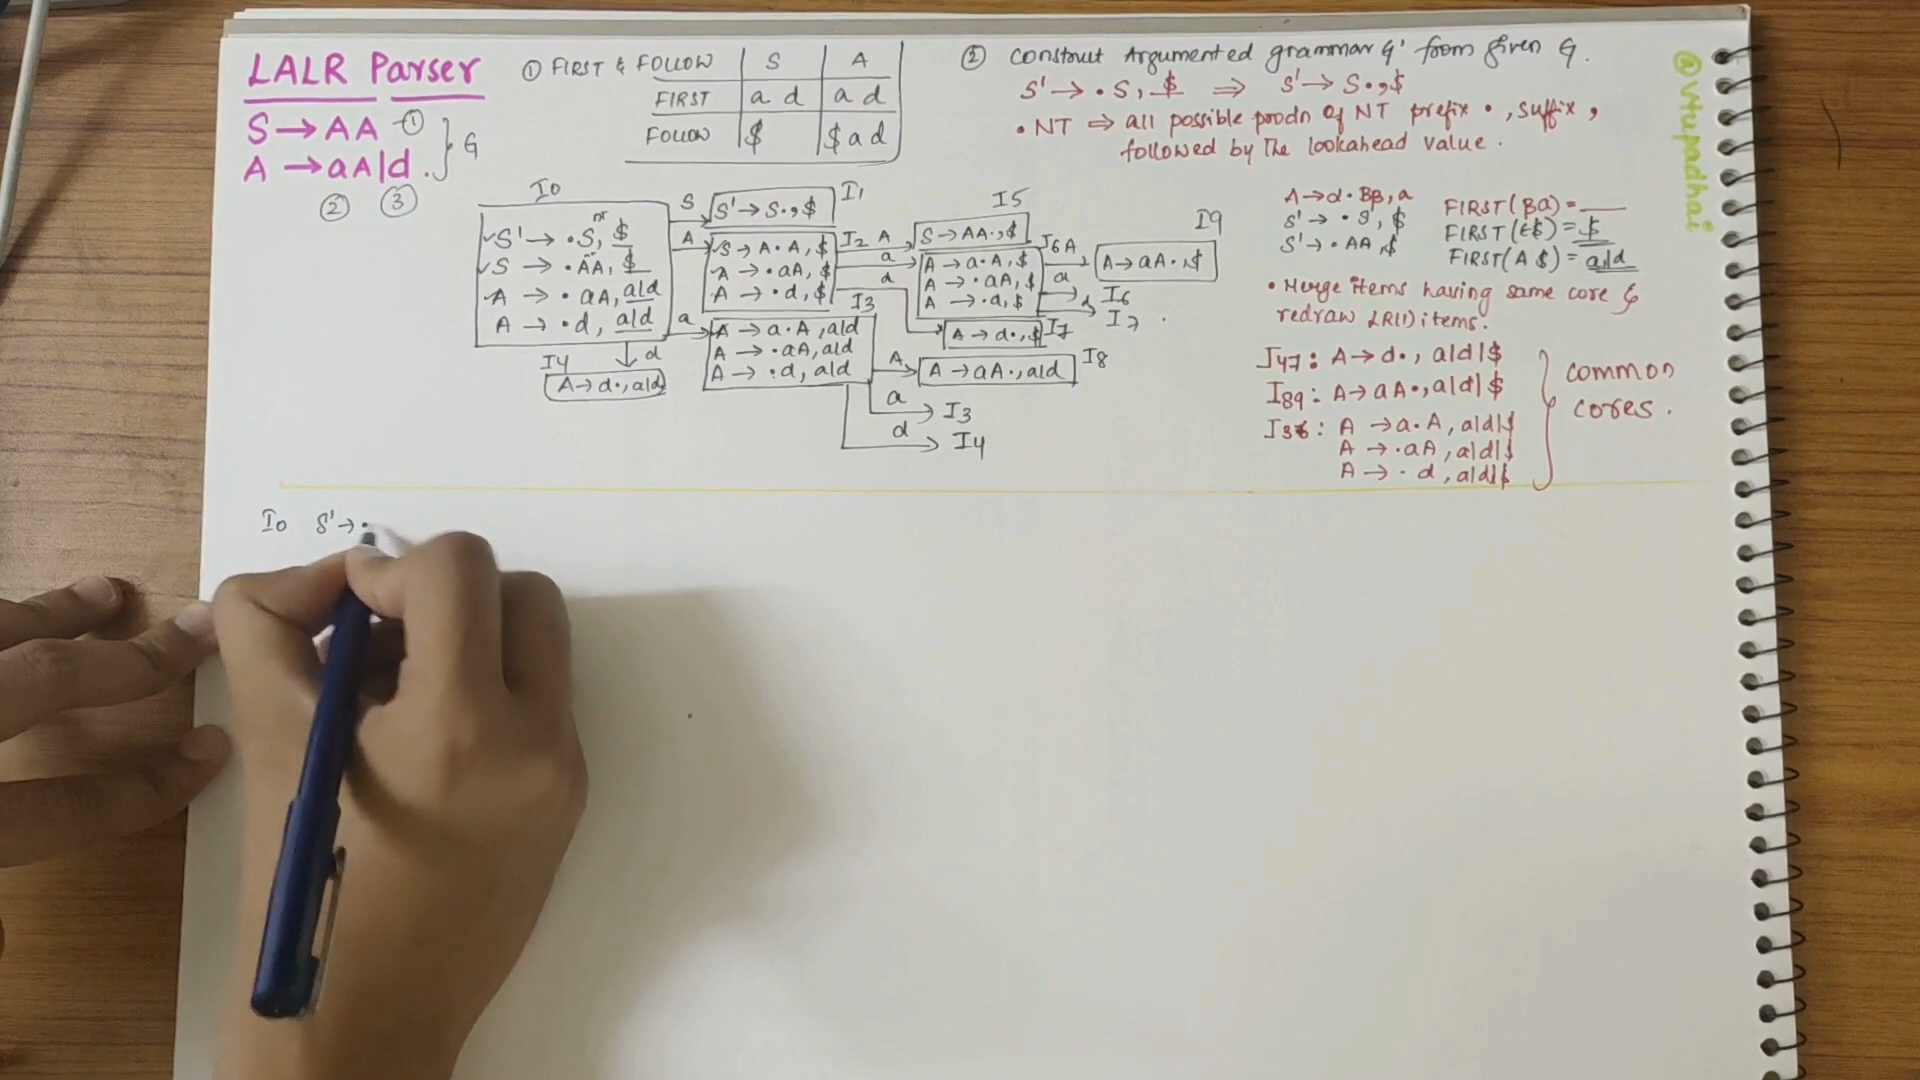 LALR Parser
S → AA —①
A → aA|d .
② ③
} G
① FIRST & FOLLOW | S | A
FIRST | a d | a d
FOLLOW | $ | $ a d
② Construct Argumented grammar G' from given G.
S' → • S, $ ⇒ S' → S•, $
• NT ⇒ all possible prodn of NT prefix • , suffix ,
followed by the lookahead value .
@Vtupadhai
I0
S' → •S, $
S → •AA, $
A → •aA, a|d
A → •d, a|d
S
S' → S•, $
I1
A
S → A•A, $
A → •aA, $
A → •d, $
I2
a
I3
A → a•A, a|d
A → •aA, a|d
A → •d, a|d
d
I4
A → d•, a|d
A
I5
S → AA•, $
a
I6
A → a•A, $
A → •aA, $
A → •d, $
d
A → d•, $ I7
A
I9
A → aA•, $
a I6
d I7 .
A
A → aA•, a|d
I8
a I3
d I4
A → d•Bβ, a FIRST(βa) = __
S' → •S', $ FIRST(ε$) = $
S' → •AA, $ FIRST(A $) = a|d
• Merge items having same core &
redraw LR(1) items.
I47 : A → d•, a|d|$
I89 : A → aA•, a|d|$
I36 : A → a•A, a|d|$
A → •aA, a|d|$
A → •d, a|d|$
common
cores .
I0 S' → •